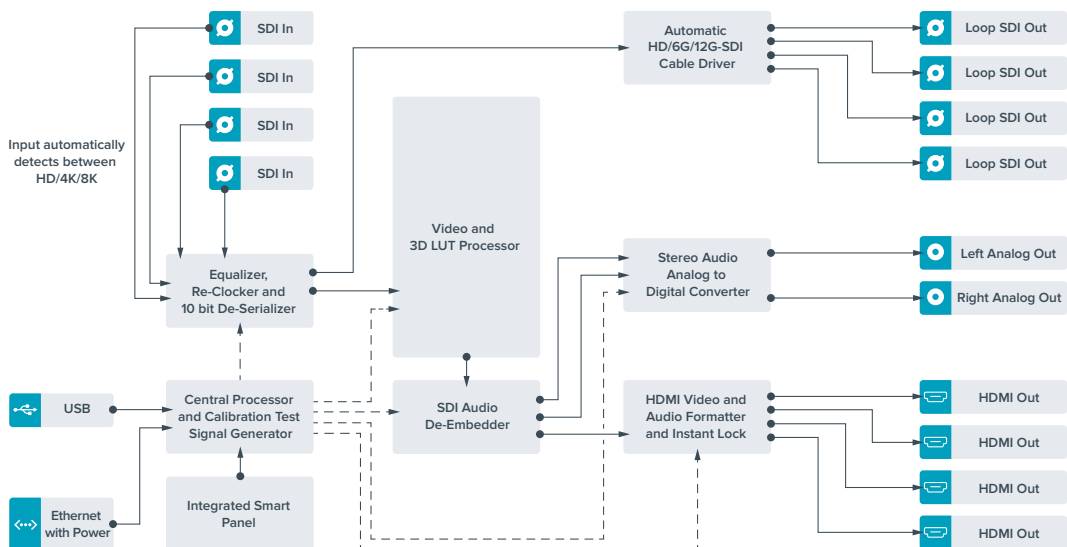 SDI In
SDI In
SDI In
SDI In
Input automatically
detects between
HD/4K/8K
Automatic
HD/6G/12G-SDI
Cable Driver
Loop SDI Out
Loop SDI Out
Loop SDI Out
Loop SDI Out
Video and
3D LUT Processor
Equalizer,
Re-Clocker and
10 bit De-Serializer
Stereo Audio
Analog to
Digital Converter
Left Analog Out
Right Analog Out
USB
Central Processor
and Calibration Test
Signal Generator
SDI Audio
De-Embedder
HDMI Video and
Audio Formatter
and Instant Lock
HDMI Out
HDMI Out
HDMI Out
HDMI Out
Ethernet
with Power
Integrated Smart
Panel